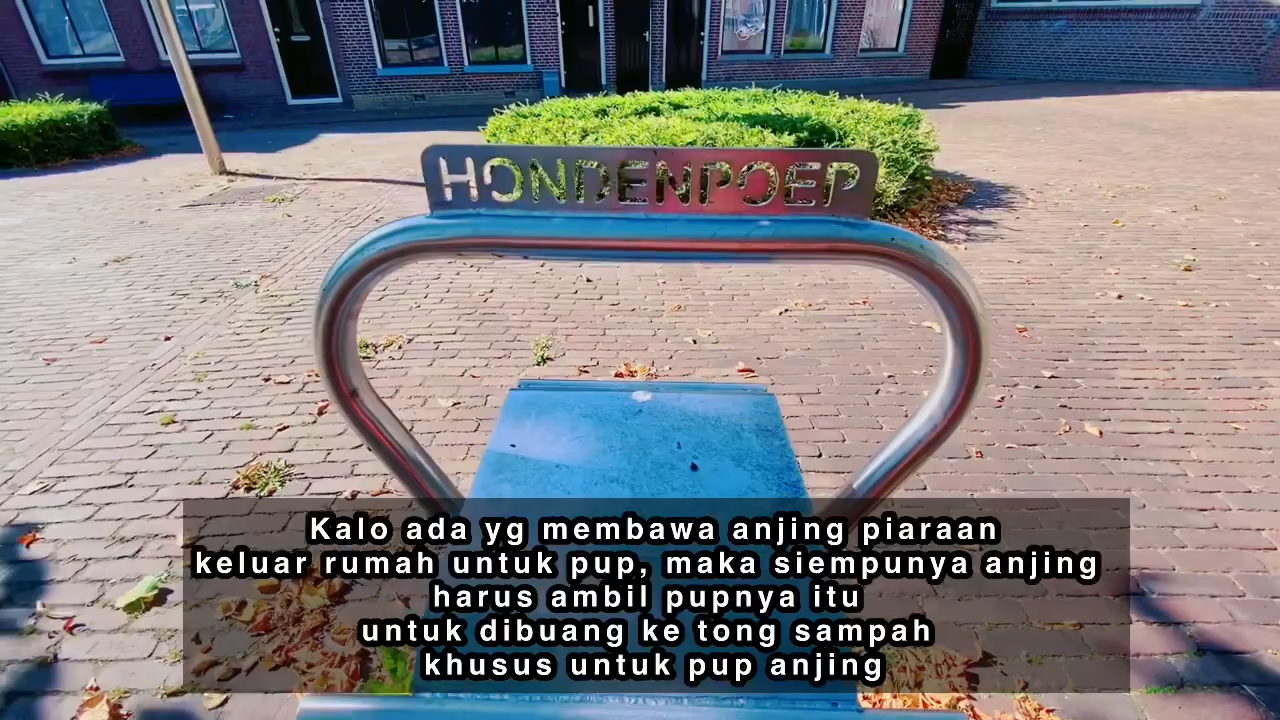 HONDENPOEP
Kalo ada yg membawa anjing piaraan
keluar rumah untuk pup, maka siempunya anjing
harus ambil pupnya itu
untuk dibuang ke tong sampah
khusus untuk pup anjing